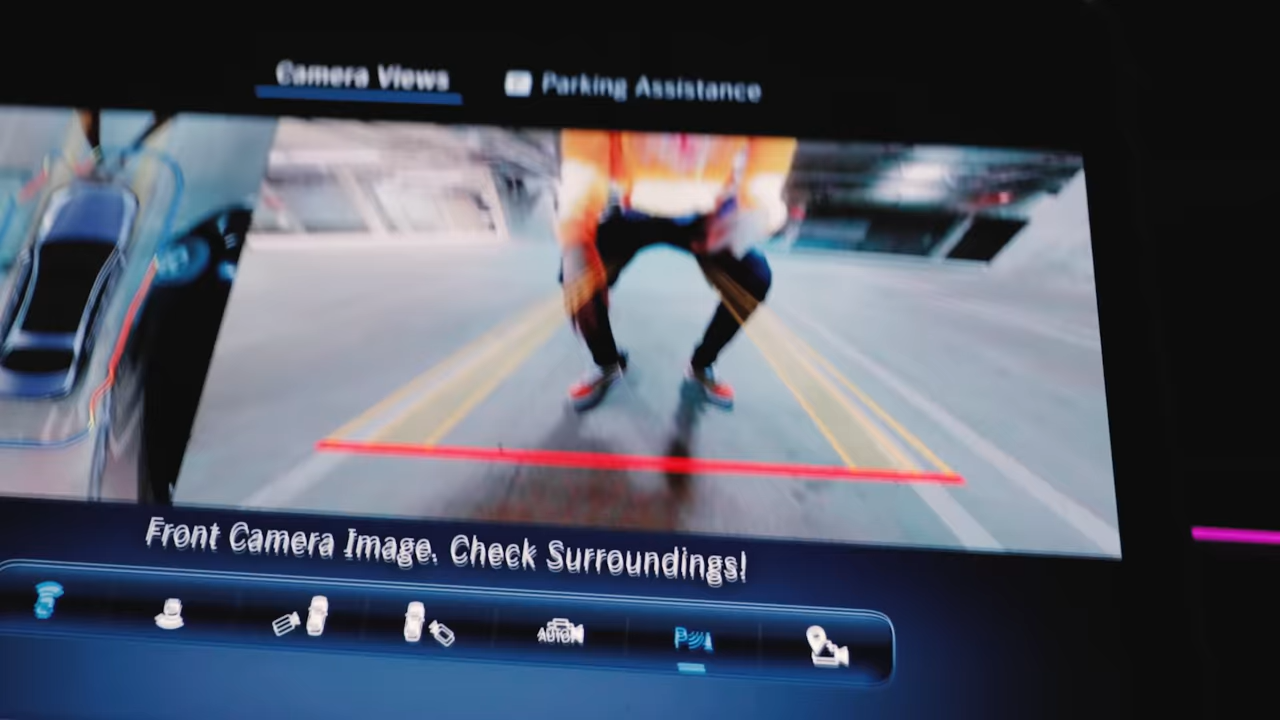 Camera Views
P Parking Assistance
Front Camera Image. Check Surroundings!
AUTO
P